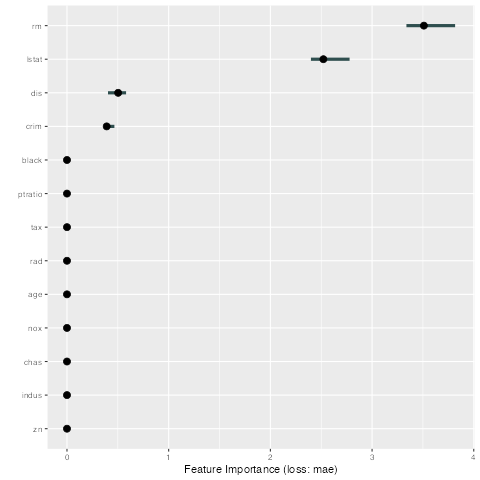 rm
lstat
dis
crim
black
ptratio
tax
rad
age
nox
chas
indus
zn
0 1 2 3 4
Feature Importance (loss: mae)